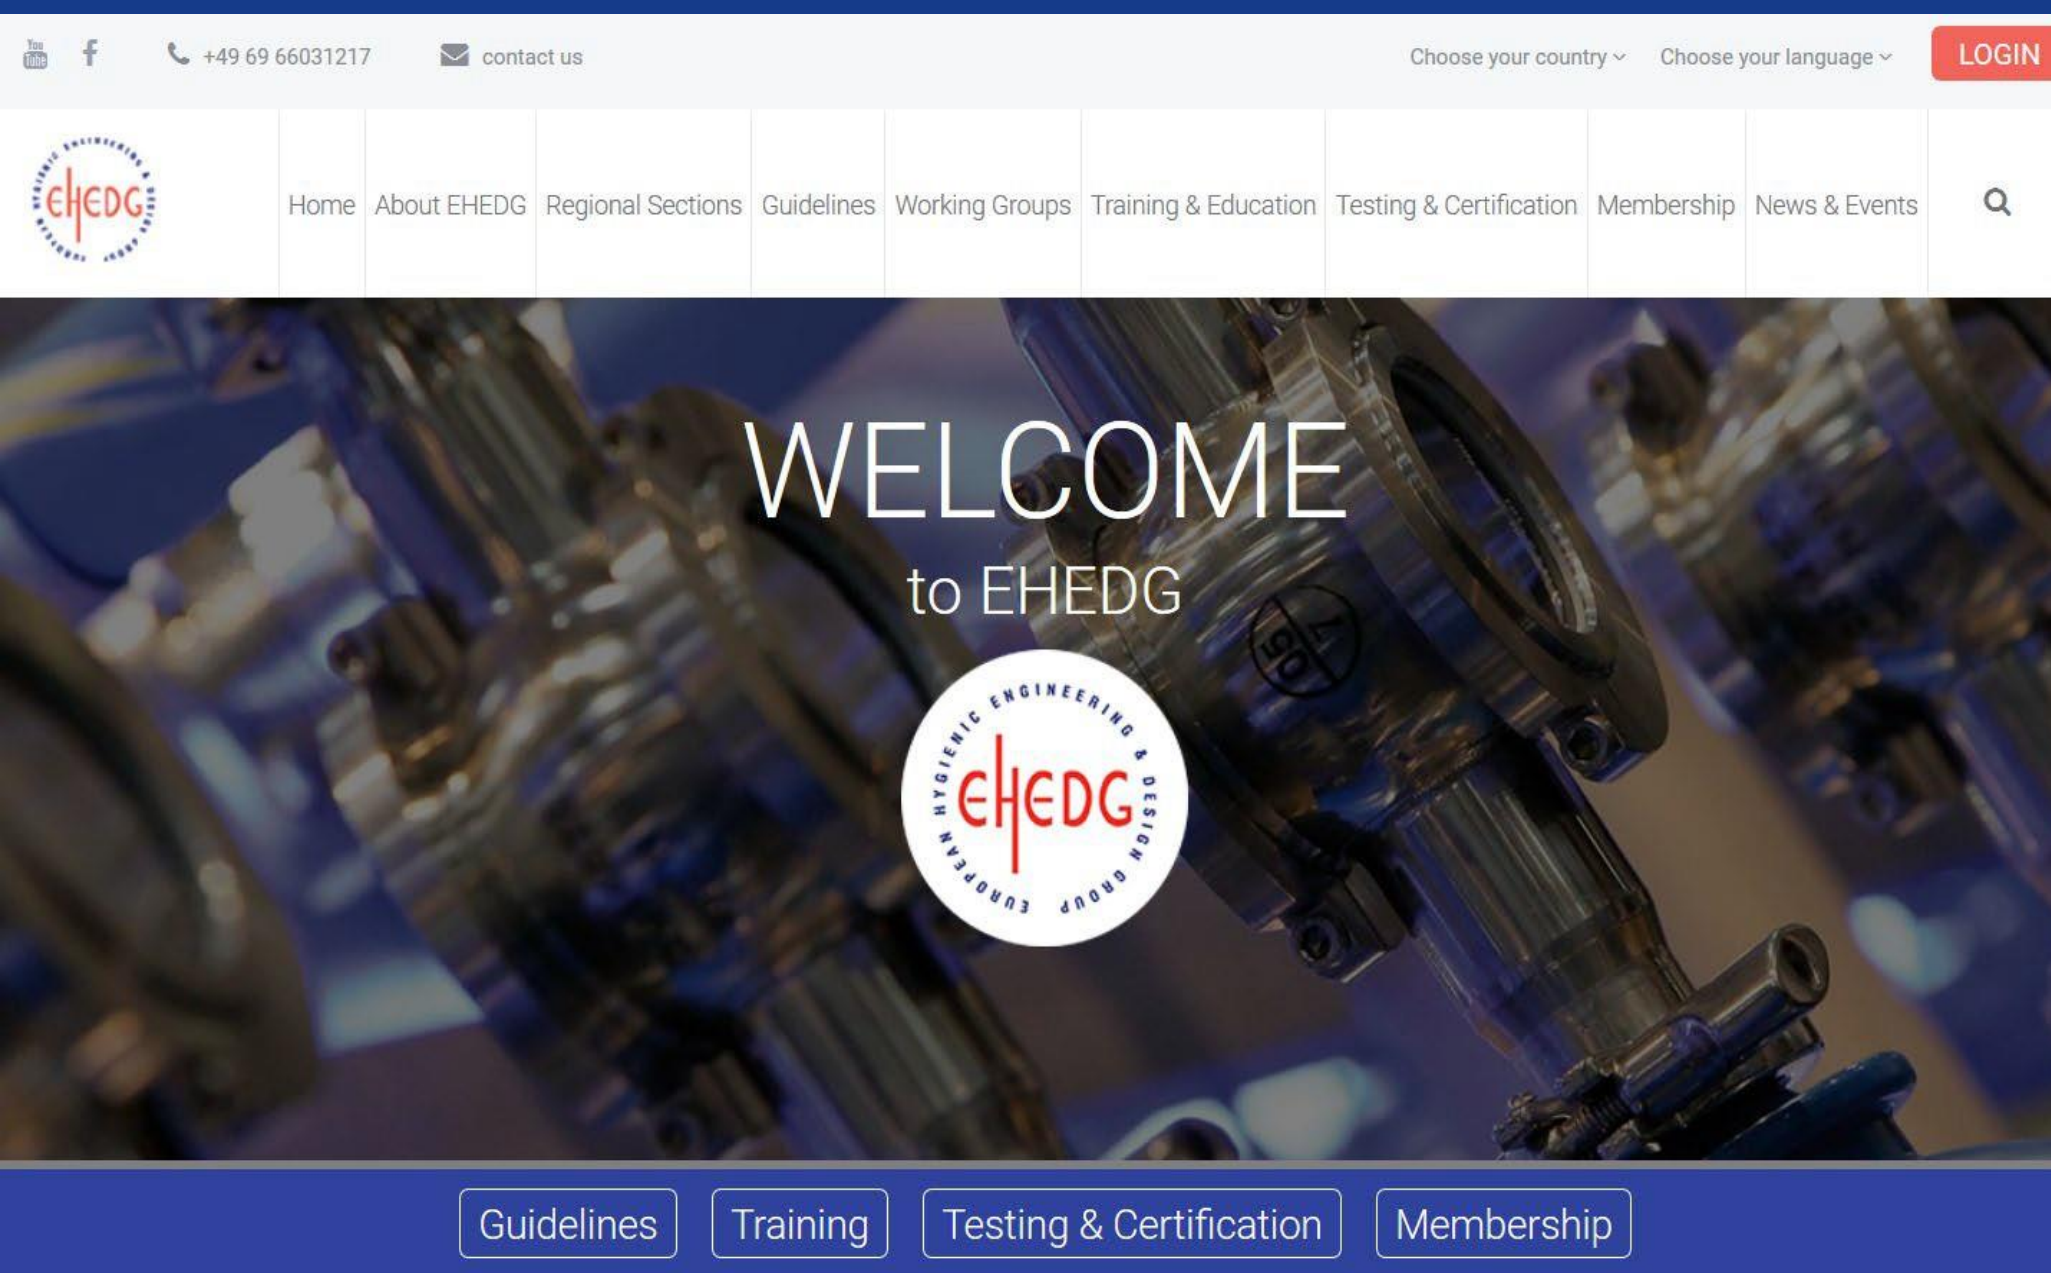 You Tube f +49 69 66031217 contact us Choose your country Choose your language LOGIN
EHEDG
Home About EHEDG Regional Sections Guidelines Working Groups Training & Education Testing & Certification Membership News & Events
WELCOME
to EHEDG
EUROPEAN HYGIENIC ENGINEERING & DESIGN GROUP
EHEDG
Guidelines Training Testing & Certification Membership